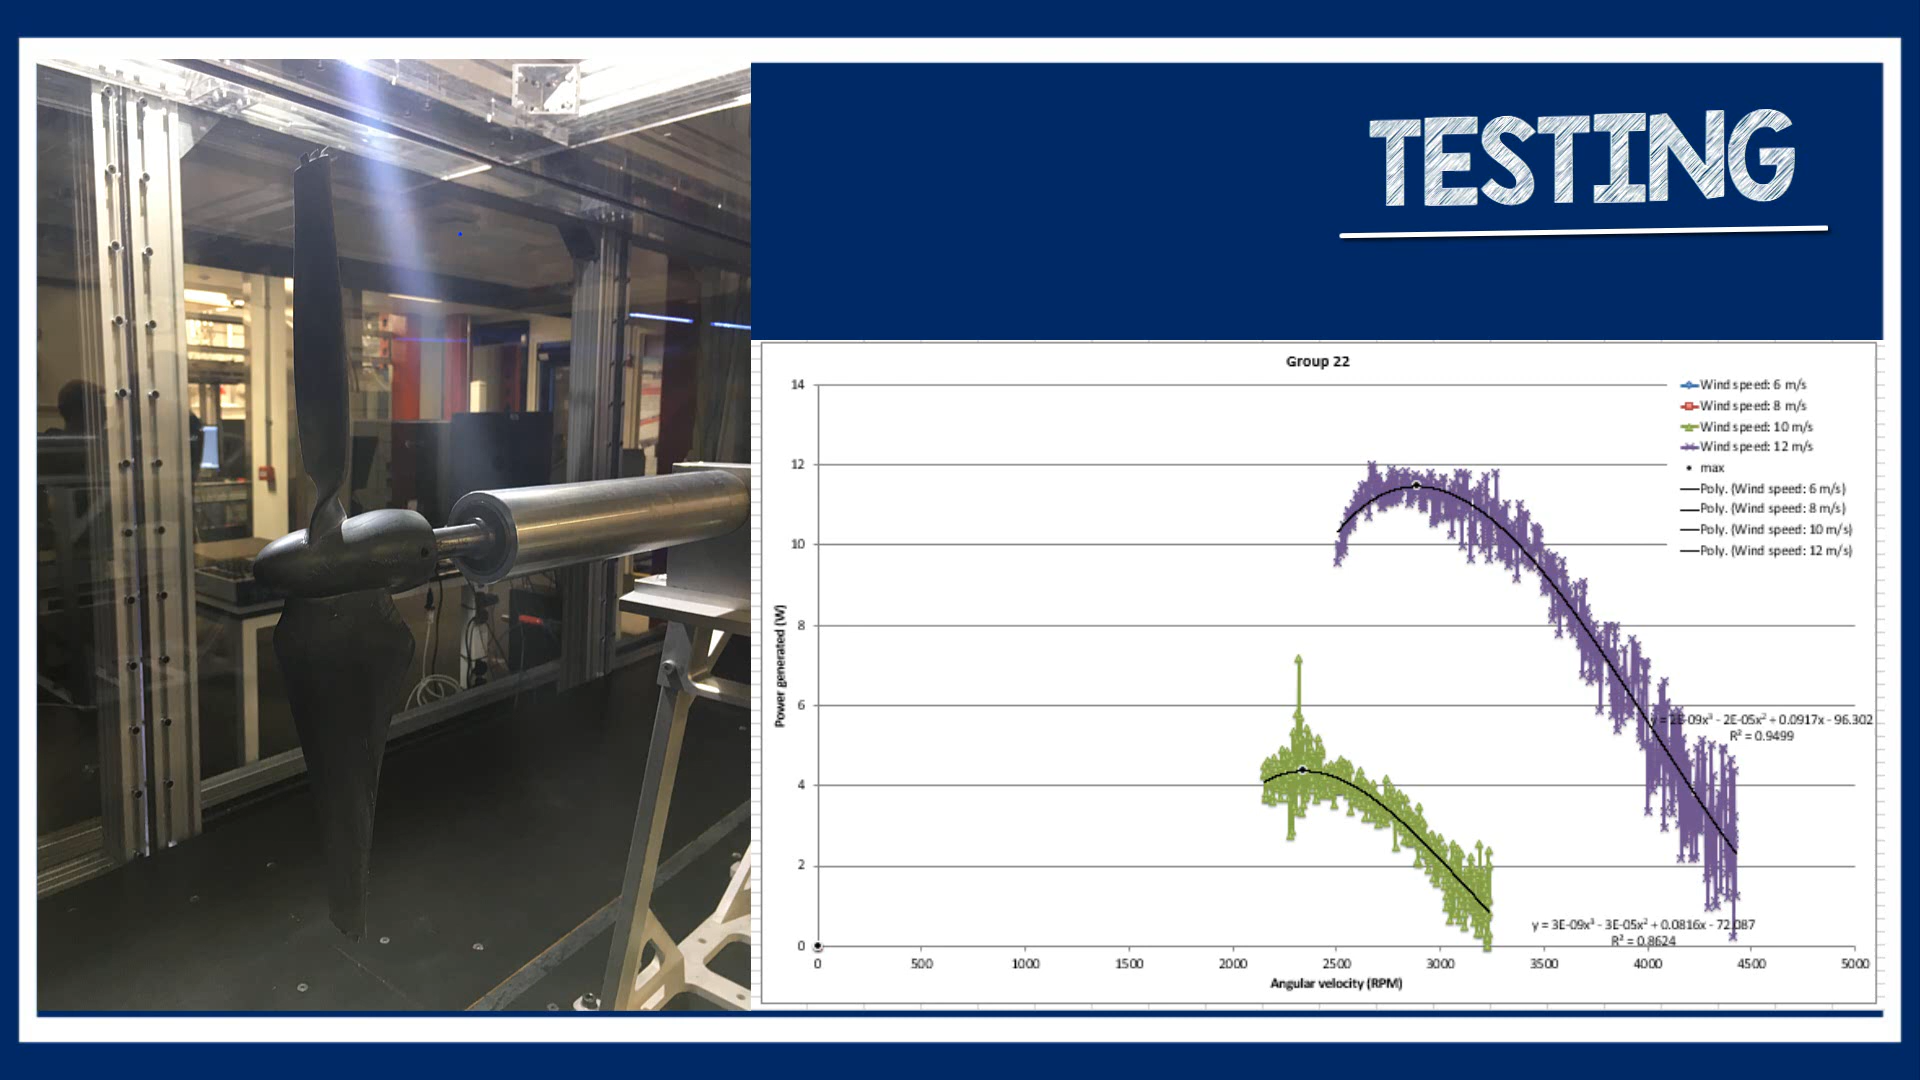 TESTING
Group 22
14
12
10
8
6
4
2
0
Power generated (W)
Wind speed: 6 m/s
Wind speed: 8 m/s
Wind speed: 10 m/s
Wind speed: 12 m/s
max
Poly. (Wind speed: 6 m/s)
Poly. (Wind speed: 8 m/s)
Poly. (Wind speed: 10 m/s)
Poly. (Wind speed: 12 m/s)
y = 2E-09x³ - 2E-05x² + 0.0917x - 96.302
R² = 0.9499
y = 3E-09x³ - 3E-05x² + 0.0816x - 72.087
R² = 0.8624
0 500 1000 1500 2000 2500 3000 3500 4000 4500 5000
Angular velocity (RPM)